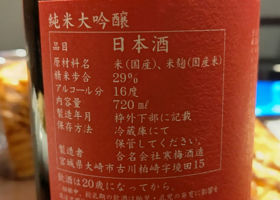 純米大吟醸
品目 日本酒
原材料名 米(国産)、米麹(国産米)
精米歩合 29%
アルコール分 16度
内容量 720㎖
製造年月 枠外下部に記載
保存方法 冷蔵庫にて
保管してください。
製造者 合名会社寒梅酒造
宮城県大崎市古川柏崎字境田15
飲酒は20歳になってから。